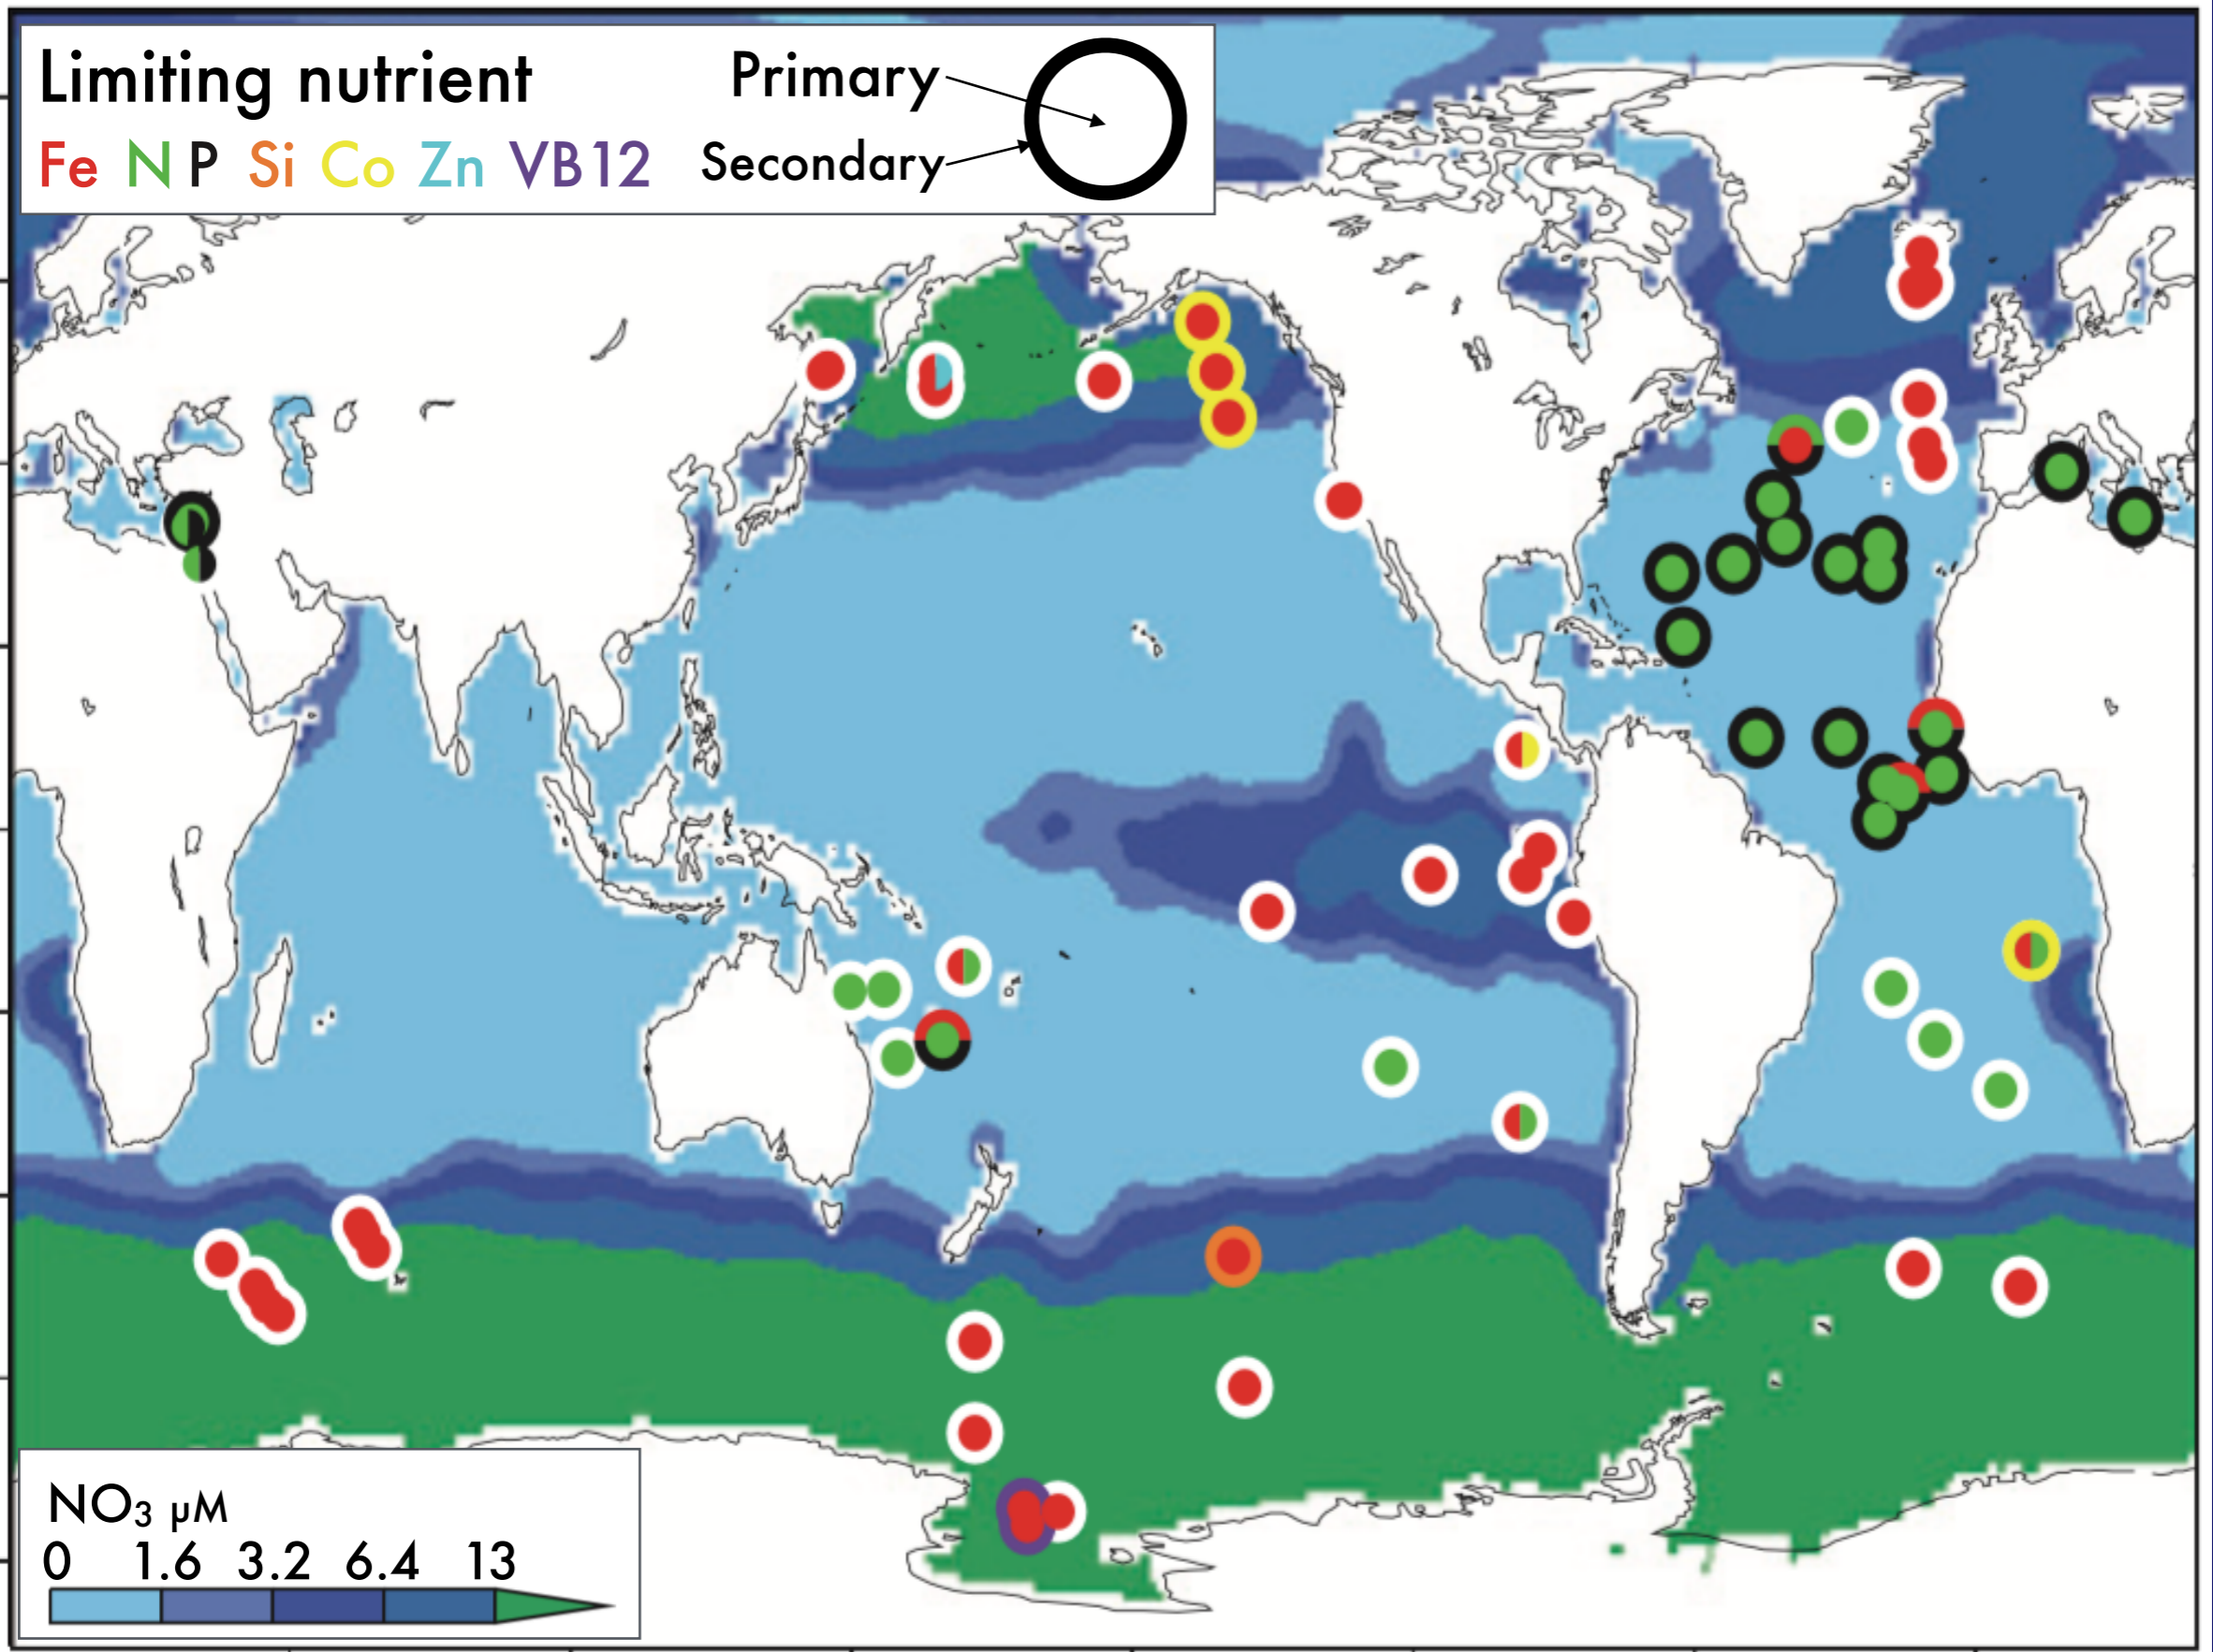 Limiting nutrient
Fe N P Si Co Zn VB12
Primary
Secondary
NO₃ µM
0 1.6 3.2 6.4 13